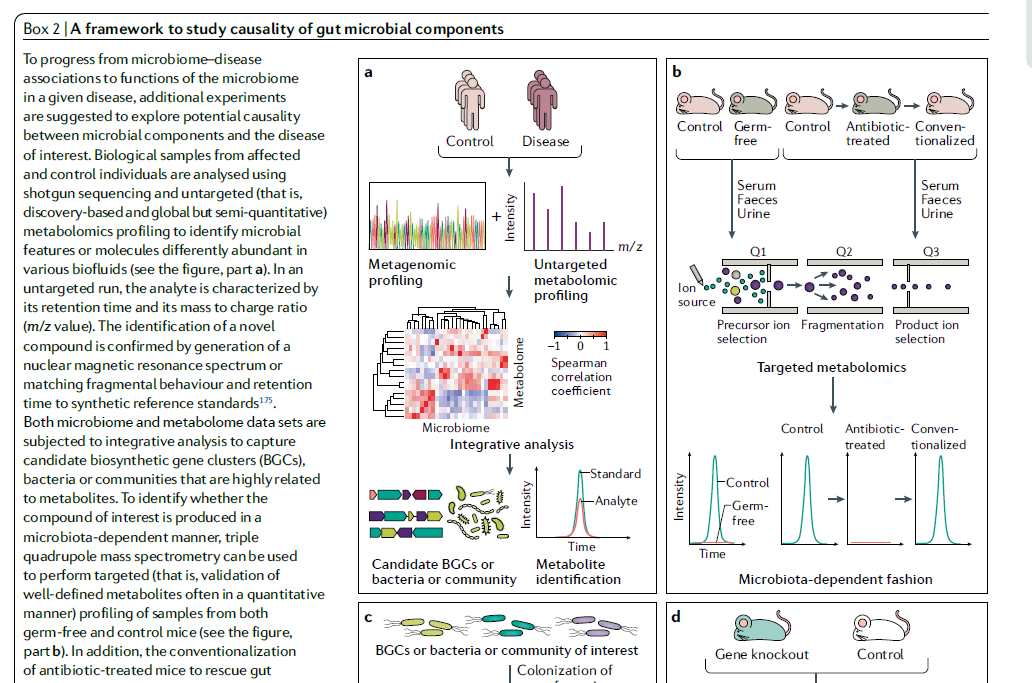 Box 2 | A framework to study causality of gut microbial components
To progress from microbiome–disease
associations to functions of the microbiome
in a given disease, additional experiments
are suggested to explore potential causality
between microbial components and the disease
of interest. Biological samples from affected
and control individuals are analysed using
shotgun sequencing and untargeted (that is,
discovery-based and global but semi-quantitative)
metabolomics profiling to identify microbial
features or molecules differently abundant in
various biofluids (see the figure, part a). In an
untargeted run, the analyte is characterized by
its retention time and its mass to charge ratio
(m/z value). The identification of a novel
compound is confirmed by generation of a
nuclear magnetic resonance spectrum or
matching fragmental behaviour and retention
time to synthetic reference standards175.
Both microbiome and metabolome data sets are
subjected to integrative analysis to capture
candidate biosynthetic gene clusters (BGCs),
bacteria or communities that are highly related
to metabolites. To identify whether the
compound of interest is produced in a
microbiota-dependent manner, triple
quadrupole mass spectrometry can be used
to perform targeted (that is, validation of
well-defined metabolites often in a quantitative
manner) profiling of samples from both
germ-free and control mice (see the figure,
part b). In addition, the conventionalization
of antibiotic-treated mice to rescue gut
a
Control Disease
+
Intensity
m/z
Metagenomic
profiling
Untargeted
metabolomic
profiling
Metabolome
Microbiome
−1 0 1
Spearman
correlation
coefficient
Integrative analysis
Intensity
Standard
Analyte
Time
Candidate BGCs or
bacteria or community
Metabolite
identification
b
Control
Germ-
free
Control
Antibiotic-
treated
Conven-
tionalized
Serum
Faeces
Urine
Serum
Faeces
Urine
Q1 Q2 Q3
Ion
source
Precursor ion
selection
Fragmentation
Product ion
selection
Targeted metabolomics
Intensity
Control
Germ-
free
Time
Control
Antibiotic-
treated
Conven-
tionalized
Microbiota-dependent fashion
c
BGCs or bacteria or community of interest
Colonization of
d
Gene knockout Control